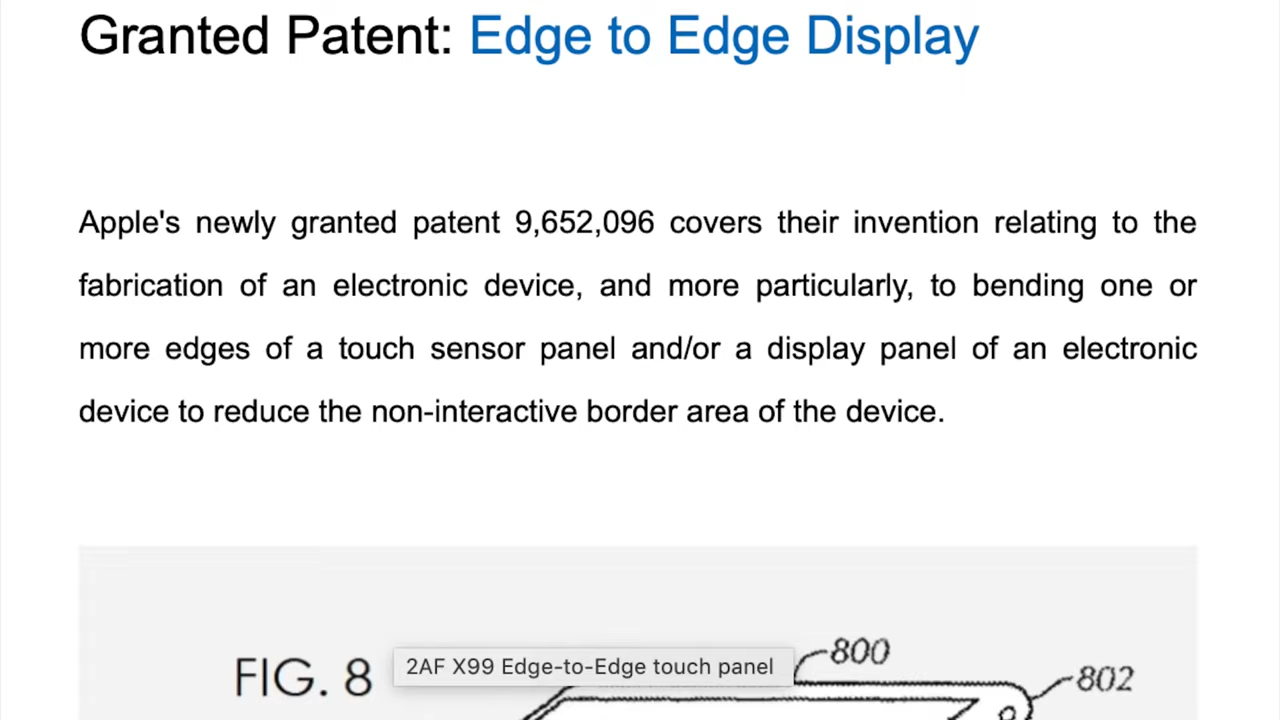 Granted Patent: Edge to Edge Display
Apple's newly granted patent 9,652,096 covers their invention relating to the
fabrication of an electronic device, and more particularly, to bending one or
more edges of a touch sensor panel and/or a display panel of an electronic
device to reduce the non-interactive border area of the device.
800
FIG. 8
2AF X99 Edge-to-Edge touch panel
802